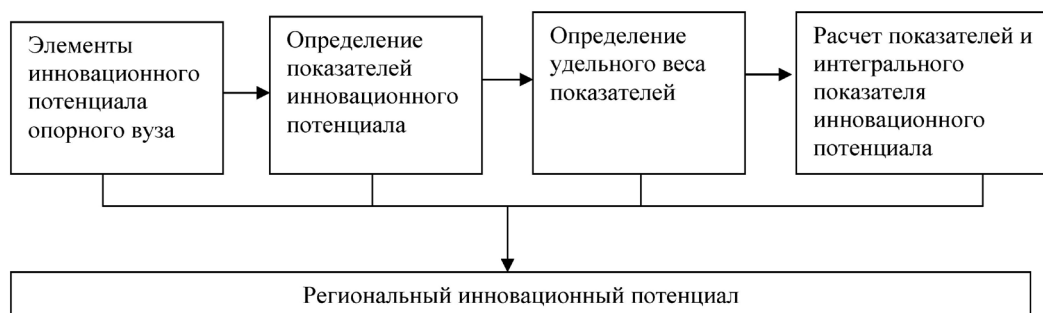 Элементы
инновационного
потенциала
опорного вуза
Определение
показателей
инновационного
потенциала
Определение
удельного веса
показателей
Расчет показателей и
интегрального
показателя
инновационного
потенциала
Региональный инновационный потенциал